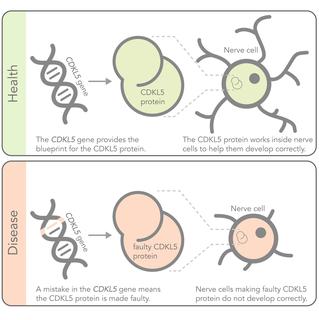 Health
CDKL5 gene
CDKL5
protein
Nerve cell
The CDKL5 gene provides the
blueprint for the CDKL5 protein.
The CDKL5 protein works inside nerve
cells to help them develop correctly.
Disease
CDKL5 gene
faulty CDKL5
protein
Nerve cell
A mistake in the CDKL5 gene means
the CDKL5 protein is made faulty.
Nerve cells making faulty CDKL5
protein do not develop correctly.